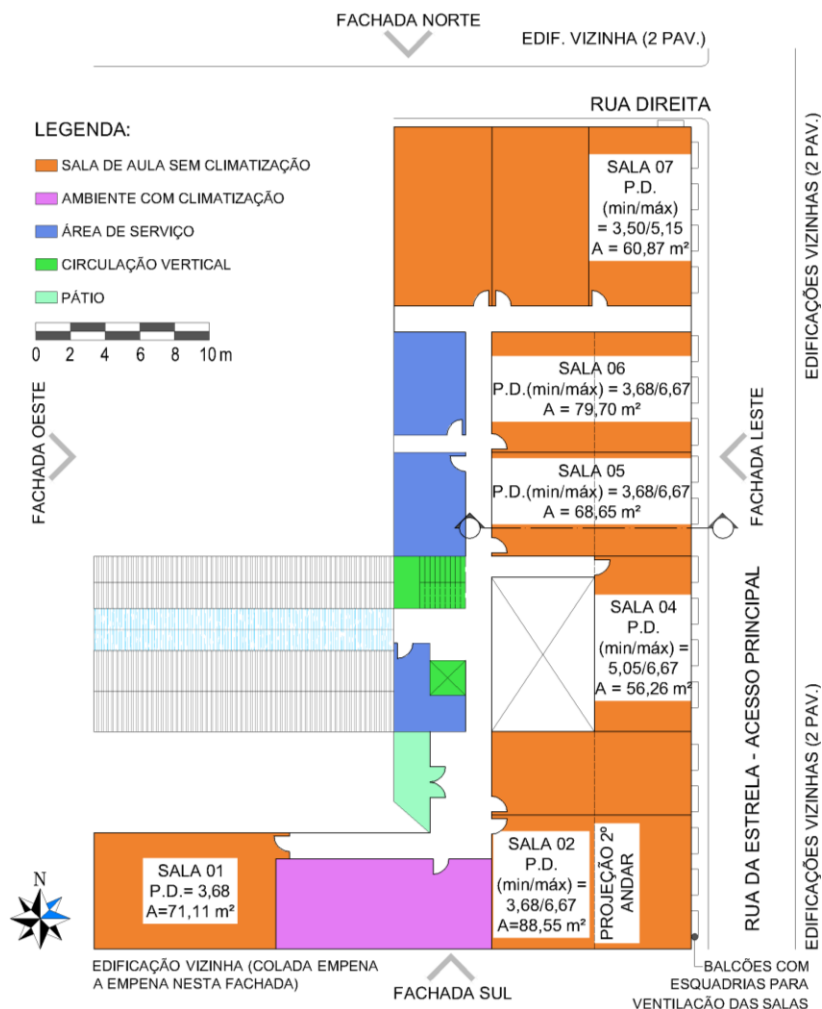 FACHADA NORTE
EDIF. VIZINHA (2 PAV.)
RUA DIREITA
LEGENDA:
SALA DE AULA SEM CLIMATIZAÇÃO
AMBIENTE COM CLIMATIZAÇÃO
ÁREA DE SERVIÇO
CIRCULAÇÃO VERTICAL
PÁTIO
0 2 4 6 8 10 m
SALA 07
P.D.
(min/máx)
= 3,50/5,15
A = 60,87 m²
EDIFICAÇÕES VIZINHAS (2 PAV.)
SALA 06
P.D.(min/máx) = 3,68/6,67
A = 79,70 m²
FACHADA OESTE
FACHADA LESTE
SALA 05
P.D.(min/máx) = 3,68/6,67
A = 68,65 m²
SALA 04
P.D.
(min/máx) =
5,05/6,67
A = 56,26 m²
RUA DA ESTRELA - ACESSO PRINCIPAL
EDIFICAÇÕES VIZINHAS (2 PAV.)
SALA 01
P.D.= 3,68
A=71,11 m²
SALA 02
P.D.
(min/máx) =
3,68/6,67
A=88,55 m²
PROJEÇÃO 2º
ANDAR
N
EDIFICAÇÃO VIZINHA (COLADA EMPENA
A EMPENA NESTA FACHADA)
FACHADA SUL
BALCÕES COM
ESQUADRIAS PARA
VENTILAÇÃO DAS SALAS